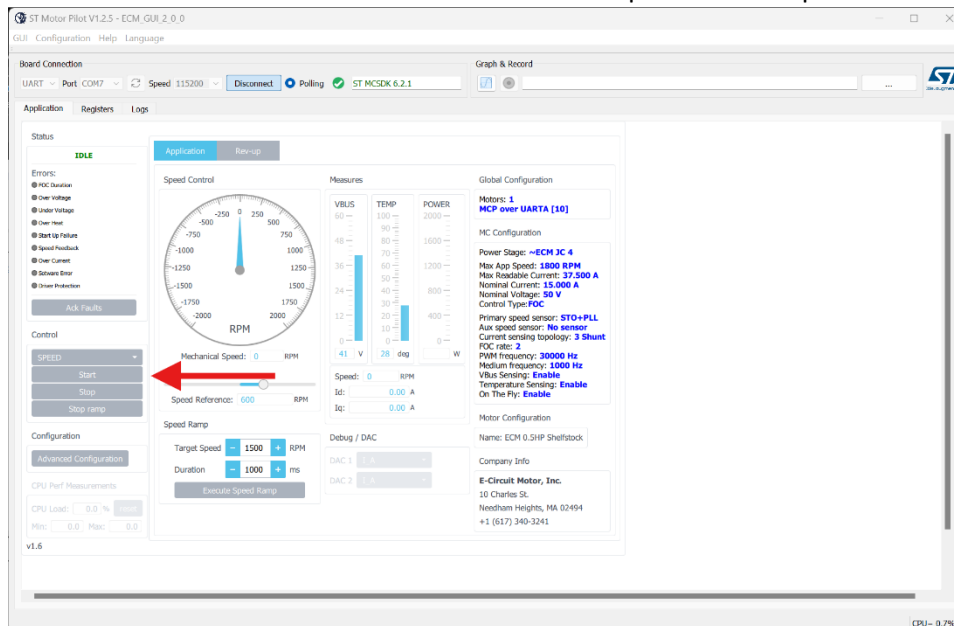 ST Motor Pilot V1.2.5 - ECM_GUI_2_0_0
GUI Configuration Help Language
Board Connection
UART Port COM7 Speed 115200 Disconnect Polling ST MCSDK 6.2.1
Graph & Record
...
Application Registers Logs
Status
IDLE
Errors:
FOC Duration
Over Voltage
Under Voltage
Over Heat
Start Up Failure
Speed Feedback
Over Current
Sotware Error
Driver Protection
Ack Faults
Control
SPEED
Start
Stop
Stop ramp
Configuration
Advanced Configuration
CPU Perf Measurements
CPU Load: 0.0 % reset
Min: 0.0 Max: 0.0
v1.6
Application Rev-up
Speed Control
-250 0 250
-500 500
-750 750
-1000 1000
-1250 1250
-1500 1500
-1750 1750
-2000 2000
RPM
Mechanical Speed: 0 RPM
Speed Reference: 600 RPM
Speed Ramp
Target Speed - 1500 + RPM
Duration - 1000 + ms
Execute Speed Ramp
Measures
VBUS TEMP POWER
60 100 2000
90
48 80 1600
70
36 60 1200
50
24 40 800
30
12 20 400
10
0 0 0
41 V 28 deg W
Speed: 0 RPM
Id: 0.00 A
Iq: 0.00 A
Debug / DAC
DAC 1 I_A
DAC 2 I_A
Global Configuration
Motors: 1
MCP over UARTA [10]
MC Configuration
Power Stage: ~ECM JC 4
Max App Speed: 1800 RPM
Max Readable Current: 37.500 A
Nominal Current: 15.000 A
Nominal Voltage: 50 V
Control Type:FOC
Primary speed sensor: STO+PLL
Aux speed sensor: No sensor
Current sensing topology: 3 Shunt
FOC rate: 2
PWM frequency: 30000 Hz
Medium frequency: 1000 Hz
VBus Sensing: Enable
Temperature Sensing: Enable
On The Fly: Enable
Motor Configuration
Name: ECM 0.5HP Shelfstock
Company Info
E-Circuit Motor, Inc.
10 Charles St.
Needham Heights, MA 02494
+1 (617) 340-3241
CPU~ 0.7%